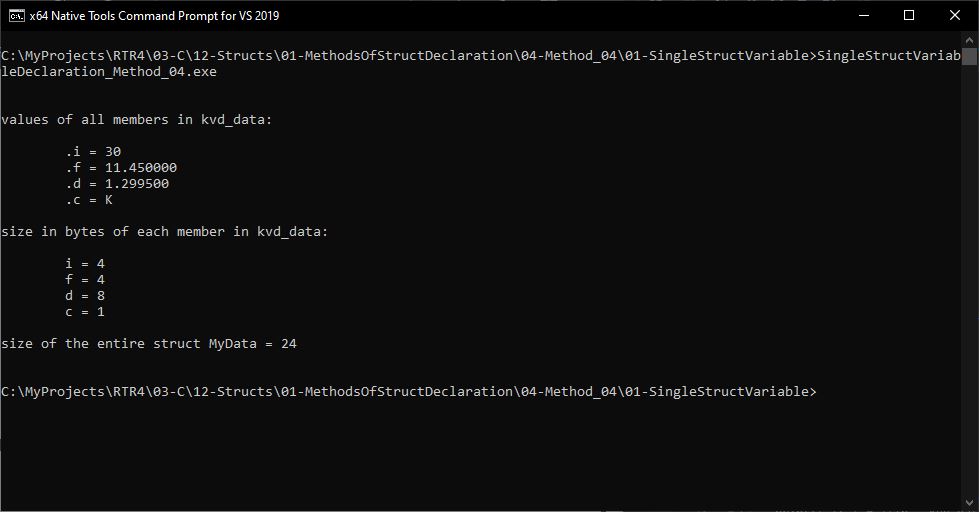 x64 Native Tools Command Prompt for VS 2019
C:\MyProjects\RTR4\03-C\12-Structs\01-MethodsOfStructDeclaration\04-Method_04\01-SingleStructVariable>SingleStructVariab
leDeclaration_Method_04.exe
values of all members in kvd_data:
.i = 30
.f = 11.450000
.d = 1.299500
.c = K
size in bytes of each member in kvd_data:
i = 4
f = 4
d = 8
c = 1
size of the entire struct MyData = 24
C:\MyProjects\RTR4\03-C\12-Structs\01-MethodsOfStructDeclaration\04-Method_04\01-SingleStructVariable>